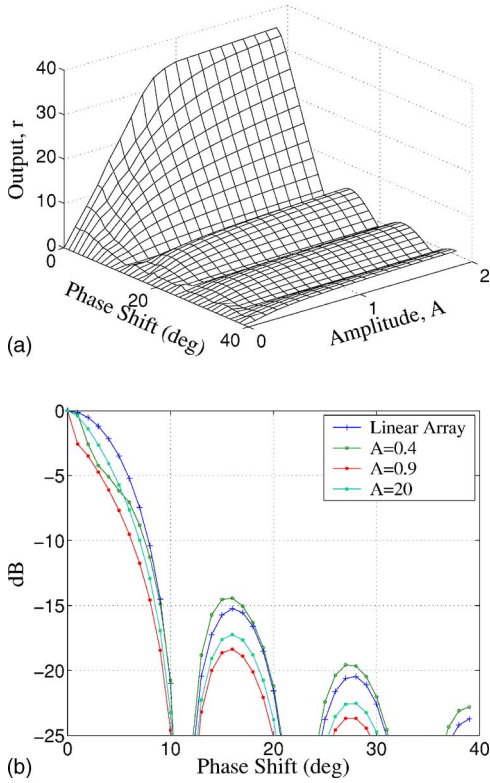 40
30
20
10
0
Output, r
0
20
40
Phase Shift (deg)
0
1
2
Amplitude, A
(a)
0
−5
−10
−15
−20
−25
dB
Linear Array
A=0.4
A=0.9
A=20
0
10
20
30
40
Phase Shift (deg)
(b)